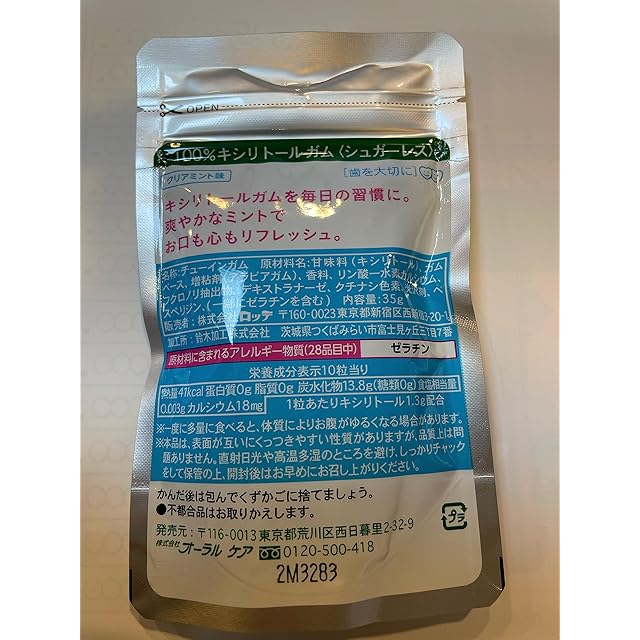 OPEN
100%キシリトールガム〈シュガーレス〉
クリアミント味
[歯を大切に]
キシリトールガムを毎日の習慣に。
爽やかなミントで
お口も心もリフレッシュ。
名称:チューインガム 原材料名:甘味料(キシリトール)、ガム
ベース、増粘剤(アラビアガム)、香料、リン酸一水素カルシウム、
フクロノリ抽出物、デキストラナーゼ、クチナシ色素、ヘ
スペリジン、(一部にゼラチンを含む) 内容量:35g
販売者:株式会社ロッテ 〒160-0023東京都新宿区西新宿3-20-1
加工所:鈴木加工株式会社 茨城県つくばみらい市富士見ヶ丘三丁目7番
原材料に含まれるアレルギー物質(28品目中) ゼラチン
栄養成分表示10粒当り
熱量41kcal 蛋白質0g 脂質0g 炭水化物13.8g(糖類0g)食塩相当量
0.003g カルシウム18mg 1粒あたりキシリトール1.3g配合
※一度に多量に食べると、体質によりお腹がゆるくなる場合があります。
※本品は、表面が互いにくっつきやすい性質がありますが、品質上は問
題ありません。直射日光や高温多湿のところを避け、しっかりチャック
をして保管の上、開封後はお早めにお召し上がりください。
かんだ後は包んでくずかごに捨てましょう。
●不都合品はお取りかえします。
発売元:〒116-0013東京都荒川区西日暮里2-32-9
株式会社オーラルケア 0120-500-418
プラ
2M3283